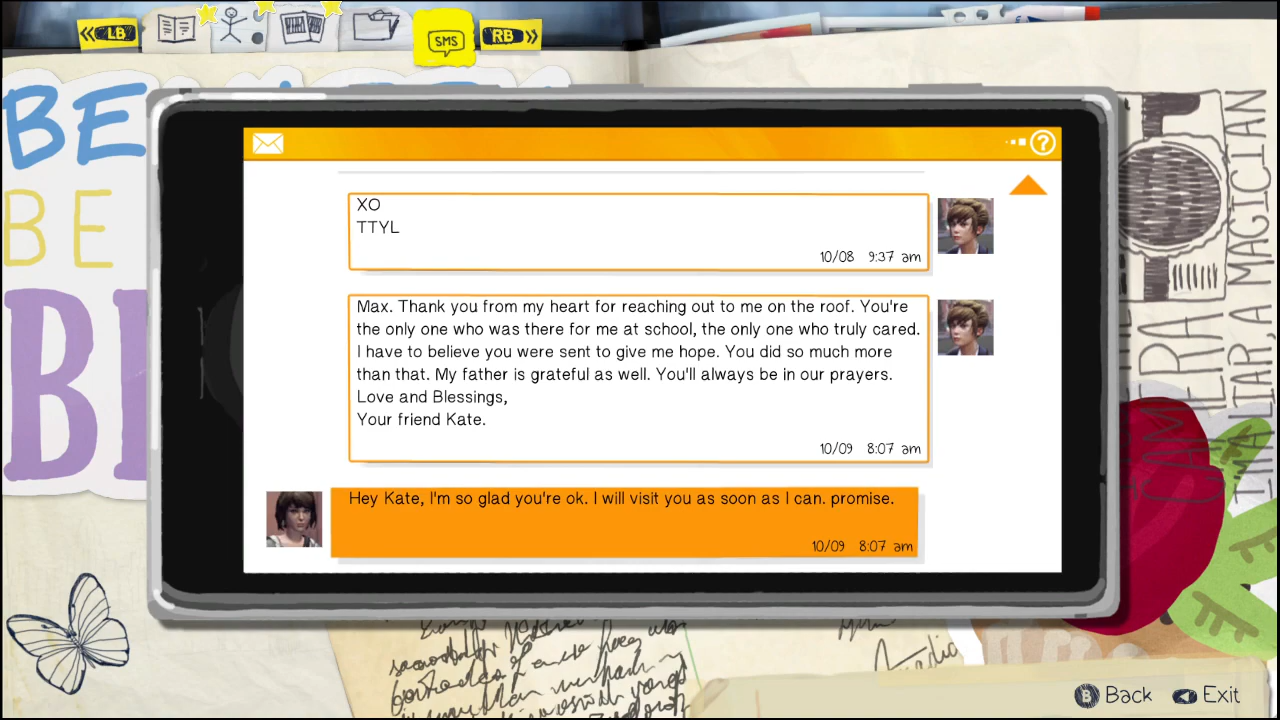 LB
SMS
RB
BE
BE
BE
XO
TTYL
10/08 9:37 am
Max. Thank you from my heart for reaching out to me on the roof. You're
the only one who was there for me at school, the only one who truly cared.
I have to believe you were sent to give me hope. You did so much more
than that. My father is grateful as well. You'll always be in our prayers.
Love and Blessings,
Your friend Kate.
10/09 8:07 am
Hey Kate, I'm so glad you're ok. I will visit you as soon as I can. promise.
10/09 8:07 am
CAMERA
LIAR, A MAGICIAN
B Back
Exit